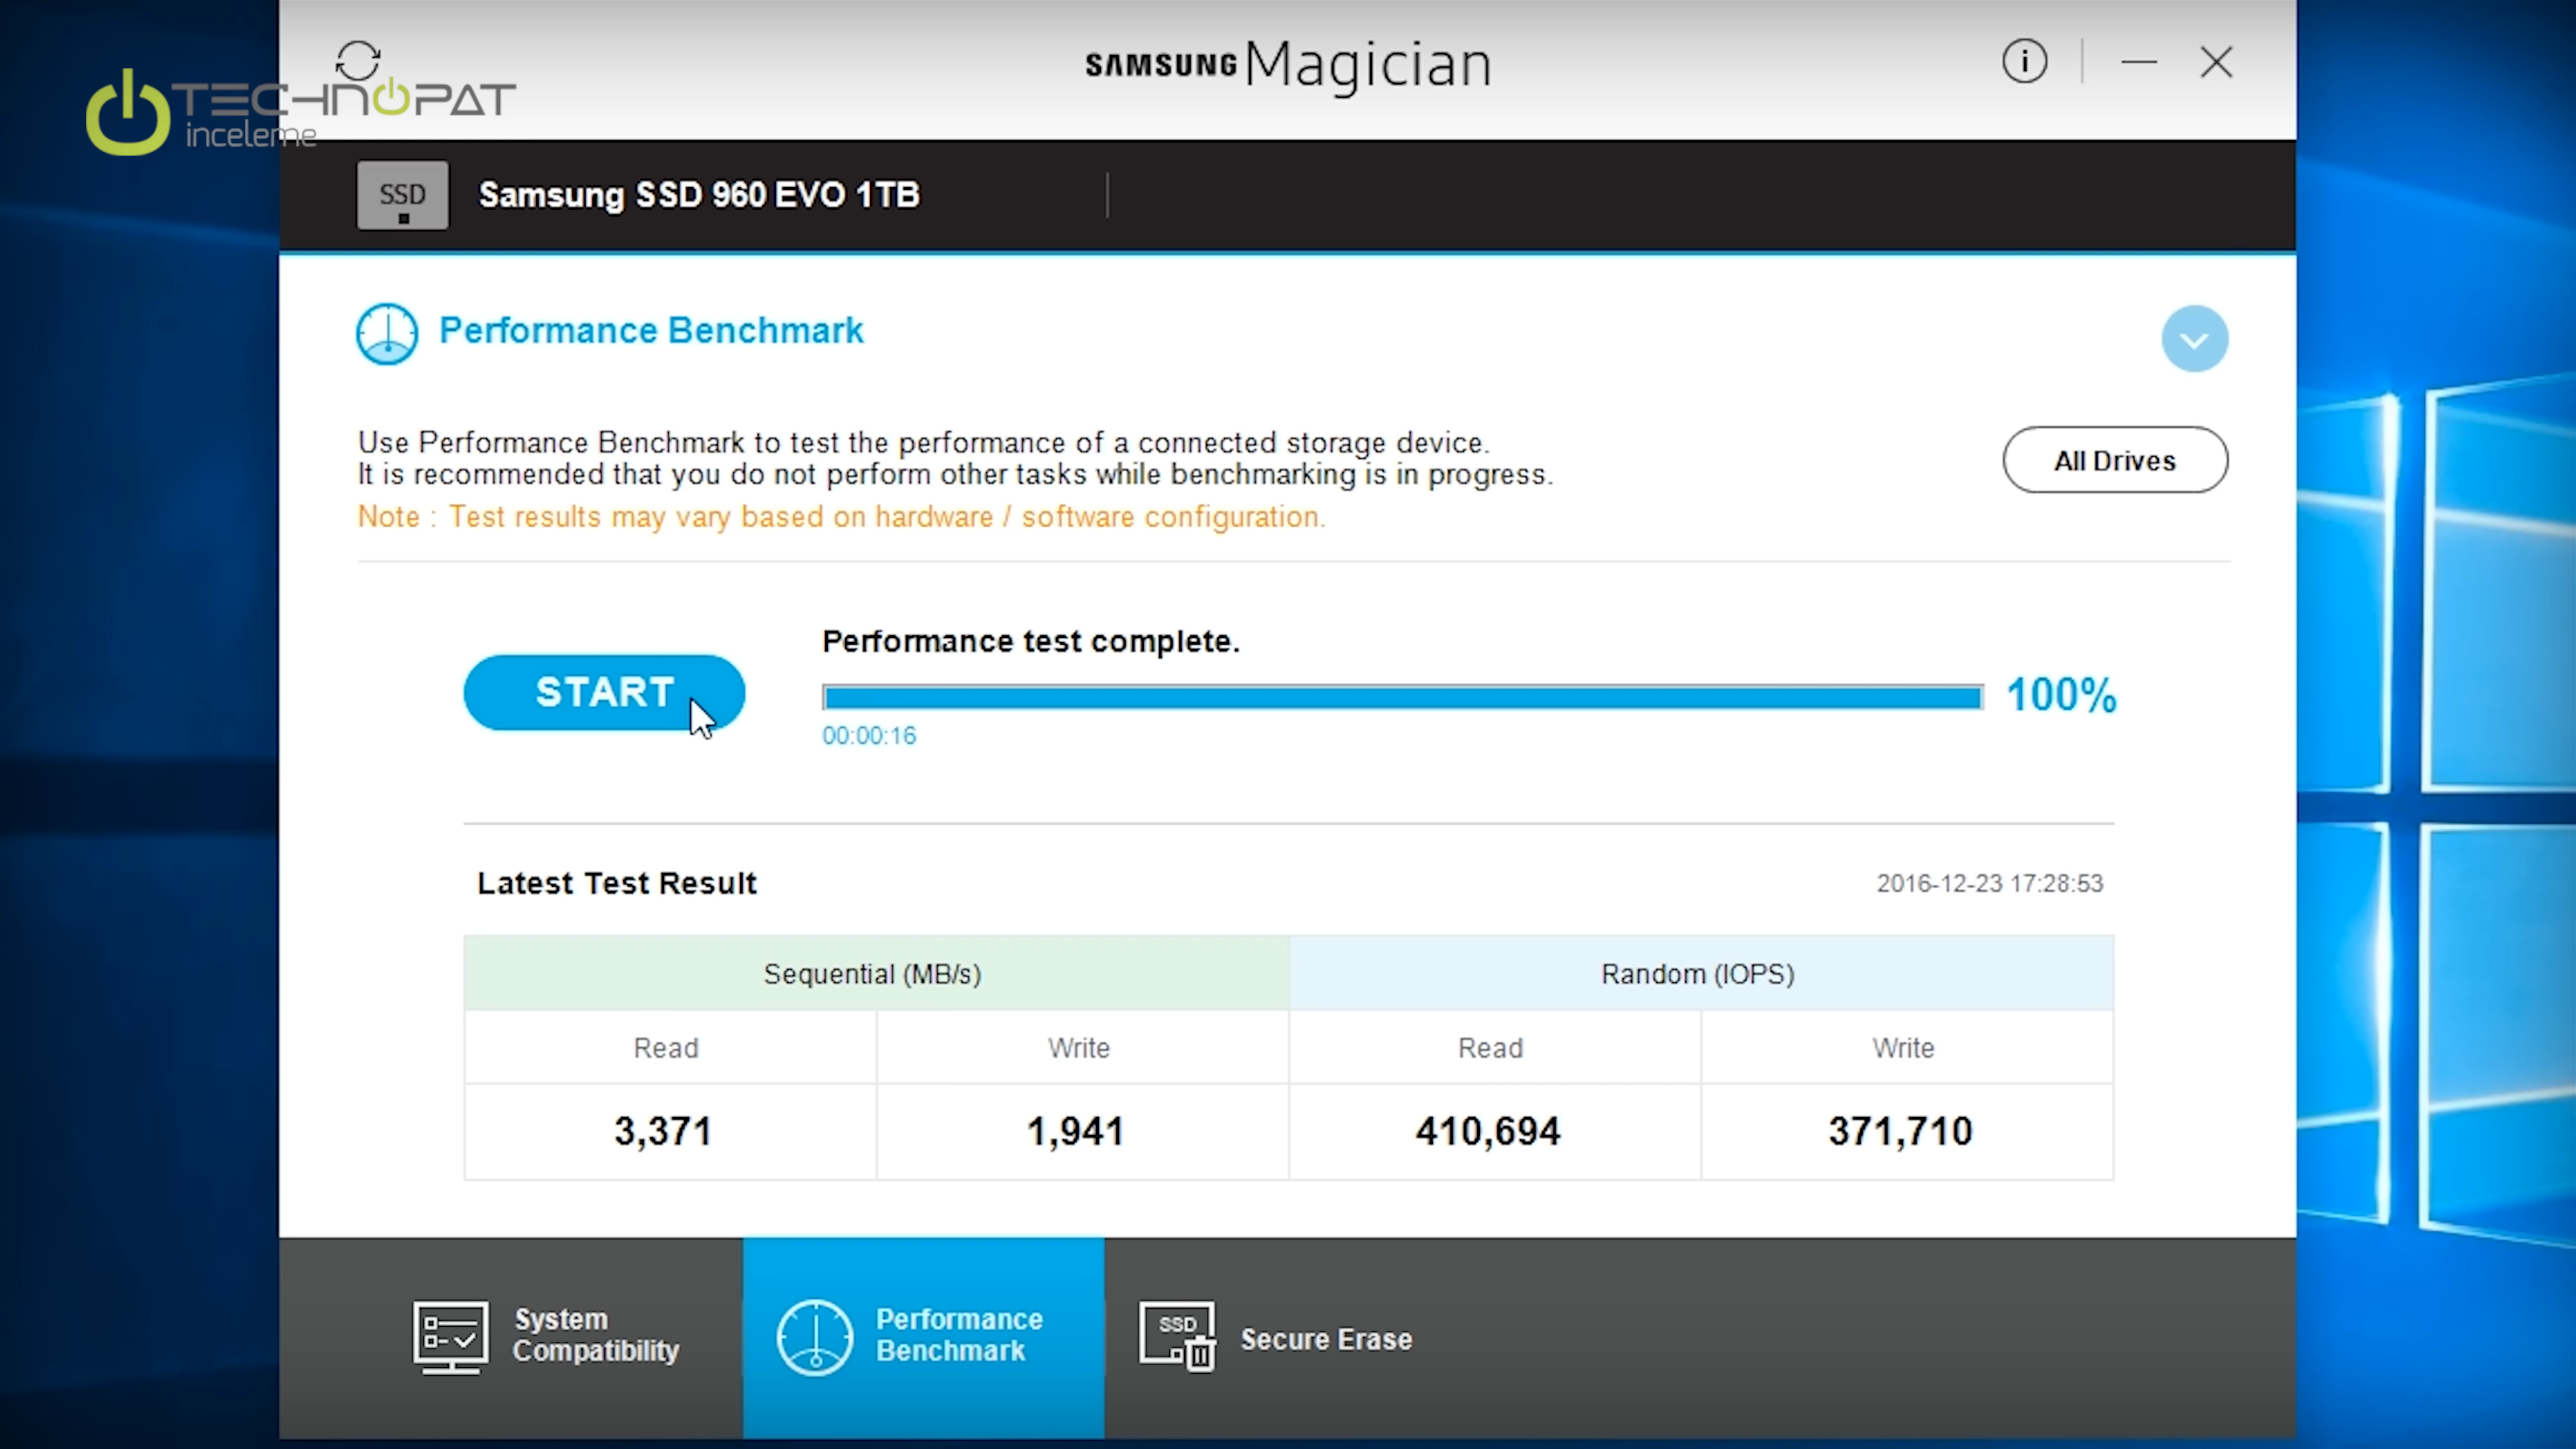 SAMSUNG Magician
TECHNOPAT
inceleme
SSD
Samsung SSD 960 EVO 1TB
Performance Benchmark
Use Performance Benchmark to test the performance of a connected storage device.
It is recommended that you do not perform other tasks while benchmarking is in progress.
Note : Test results may vary based on hardware / software configuration.
All Drives
START
Performance test complete.
100%
00:00:16
Latest Test Result
2016-12-23 17:28:53
Sequential (MB/s)
Random (IOPS)
Read
Write
Read
Write
3,371
1,941
410,694
371,710
System
Compatibility
Performance
Benchmark
SSD
Secure Erase